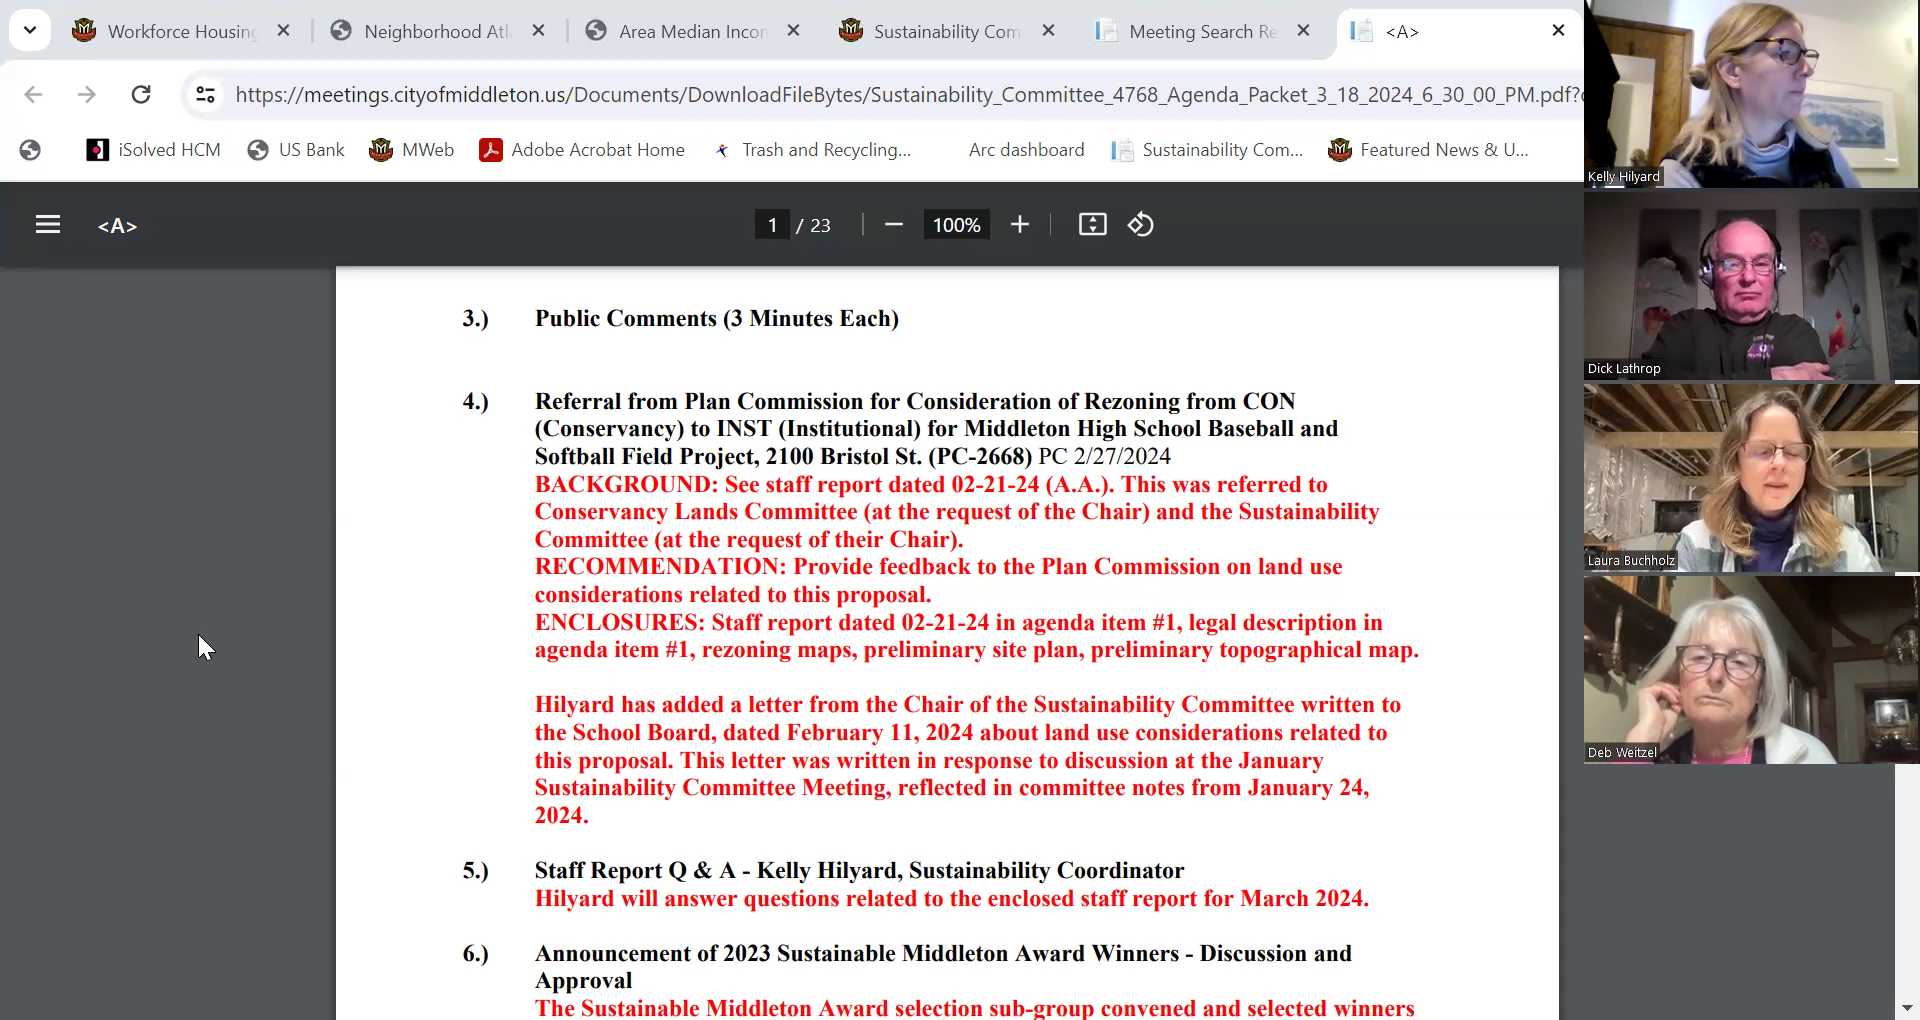 Workforce Housing
Neighborhood Atl
Area Median Incom
Sustainability Com
Meeting Search Re
<A>
https://meetings.cityofmiddleton.us/Documents/DownloadFileBytes/Sustainability_Committee_4768_Agenda_Packet_3_18_2024_6_30_00_PM.pdf?
iSolved HCM
US Bank
MWeb
Adobe Acrobat Home
Trash and Recycling...
Arc dashboard
Sustainability Com...
Featured News & U...
<A>
1 / 23
100%
3.) Public Comments (3 Minutes Each)
4.) Referral from Plan Commission for Consideration of Rezoning from CON
(Conservancy) to INST (Institutional) for Middleton High School Baseball and
Softball Field Project, 2100 Bristol St. (PC-2668) PC 2/27/2024
BACKGROUND: See staff report dated 02-21-24 (A.A.). This was referred to
Conservancy Lands Committee (at the request of the Chair) and the Sustainability
Committee (at the request of their Chair).
RECOMMENDATION: Provide feedback to the Plan Commission on land use
considerations related to this proposal.
ENCLOSURES: Staff report dated 02-21-24 in agenda item #1, legal description in
agenda item #1, rezoning maps, preliminary site plan, preliminary topographical map.
Hilyard has added a letter from the Chair of the Sustainability Committee written to
the School Board, dated February 11, 2024 about land use considerations related to
this proposal. This letter was written in response to discussion at the January
Sustainability Committee Meeting, reflected in committee notes from January 24,
2024.
5.) Staff Report Q & A - Kelly Hilyard, Sustainability Coordinator
Hilyard will answer questions related to the enclosed staff report for March 2024.
6.) Announcement of 2023 Sustainable Middleton Award Winners - Discussion and
Approval
The Sustainable Middleton Award selection sub-group convened and selected winners
Kelly Hilyard
Dick Lathrop
Laura Buchholz
Deb Weitzel